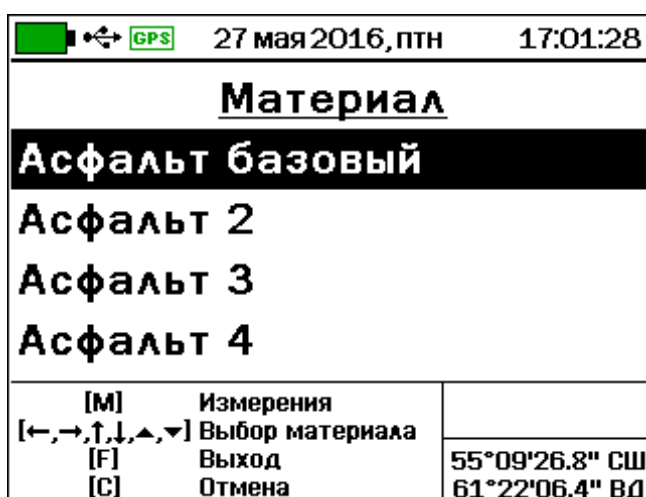 GPS 27 мая 2016, птн 17:01:28
Материал
Асфальт базовый
Асфальт 2
Асфальт 3
Асфальт 4
[M] Измерения
[←,→,↑,↓,▲,▼] Выбор материала
[F] Выход
55°09'26.8" СШ
[C] Отмена
61°22'06.4" ВД